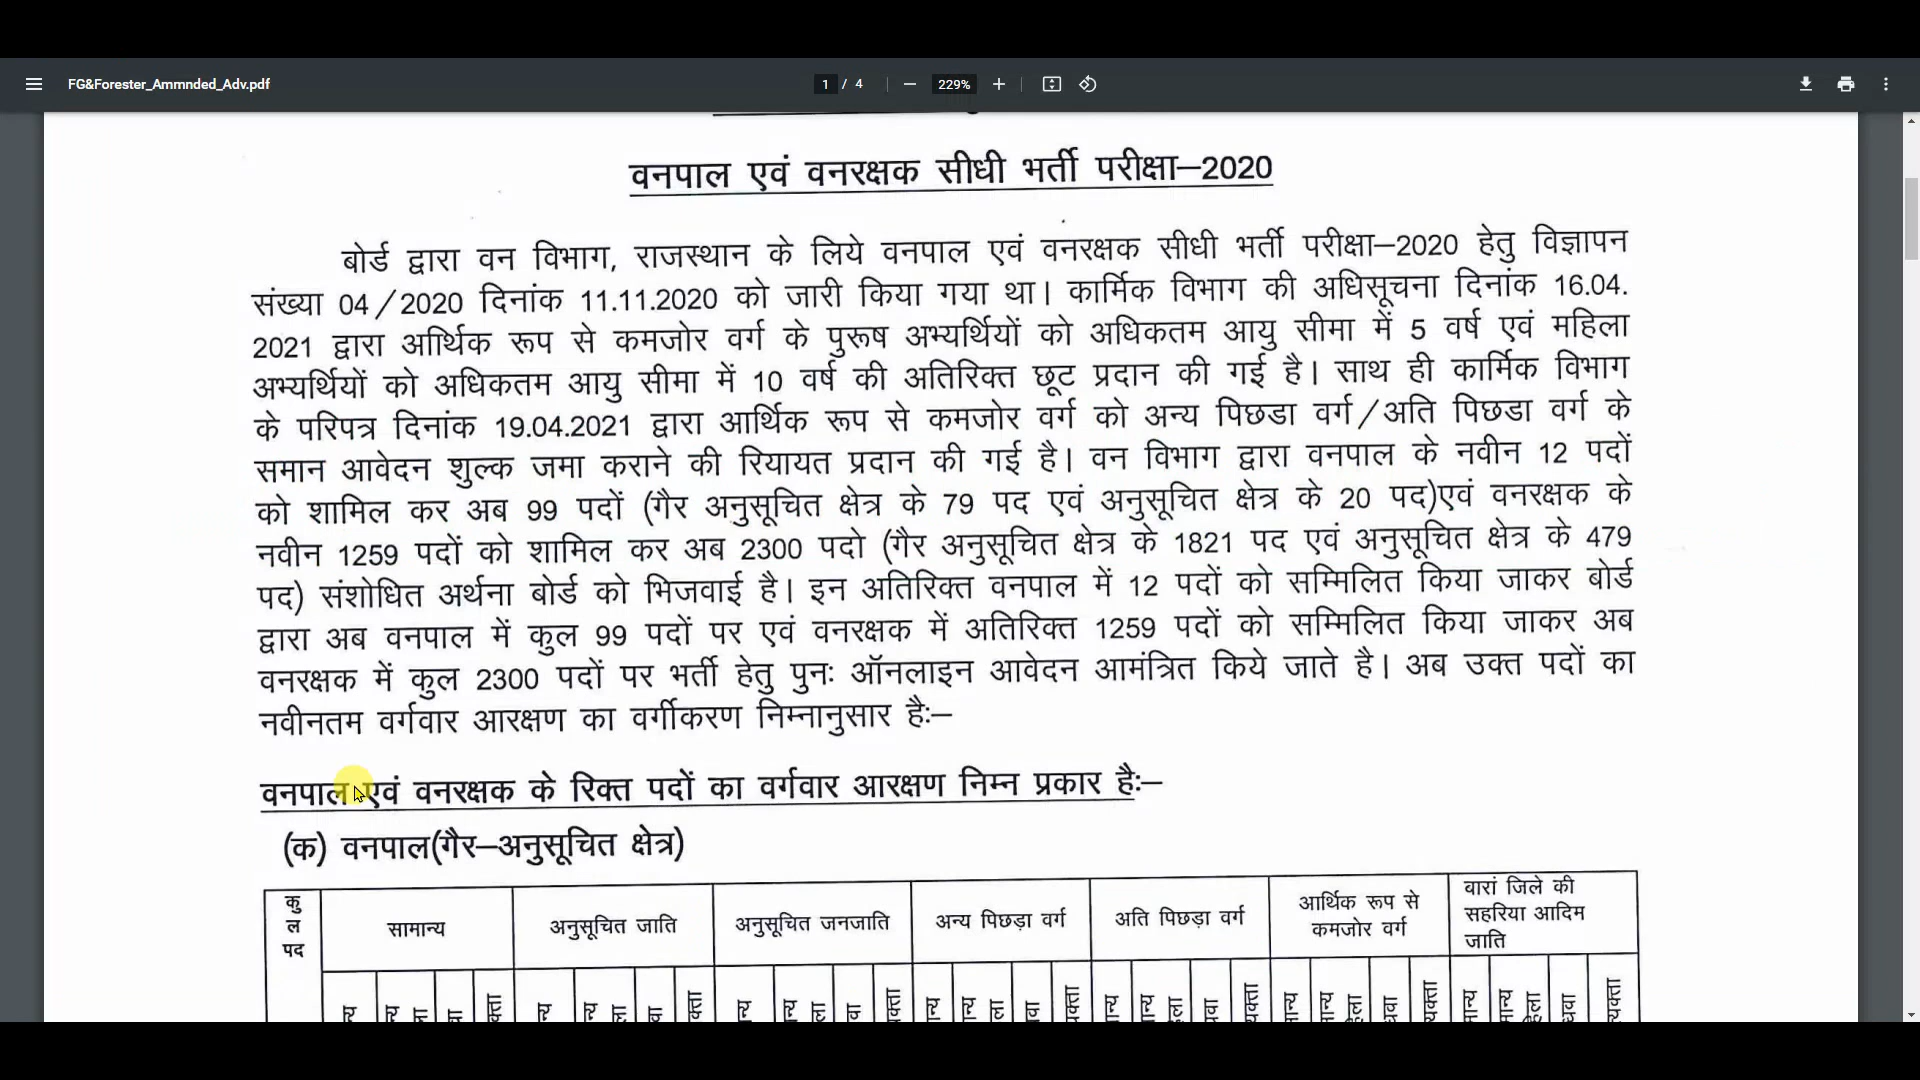 FG&Forester_Ammnded_Adv.pdf
1 / 4
229%
वनपाल एवं वनरक्षक सीधी भर्ती परीक्षा–2020
बोर्ड द्वारा वन विभाग, राजस्थान के लिये वनपाल एवं वनरक्षक सीधी भर्ती परीक्षा–2020 हेतु विज्ञापन
संख्या 04/2020 दिनांक 11.11.2020 को जारी किया गया था। कार्मिक विभाग की अधिसूचना दिनांक 16.04.
2021 द्वारा आर्थिक रूप से कमजोर वर्ग के पुरूष अभ्यर्थियों को अधिकतम आयु सीमा में 5 वर्ष एवं महिला
अभ्यर्थियों को अधिकतम आयु सीमा में 10 वर्ष की अतिरिक्त छूट प्रदान की गई है। साथ ही कार्मिक विभाग
के परिपत्र दिनांक 19.04.2021 द्वारा आर्थिक रूप से कमजोर वर्ग को अन्य पिछडा वर्ग/अति पिछडा वर्ग के
समान आवेदन शुल्क जमा कराने की रियायत प्रदान की गई है। वन विभाग द्वारा वनपाल के नवीन 12 पदों
को शामिल कर अब 99 पदों (गैर अनुसूचित क्षेत्र के 79 पद एवं अनुसूचित क्षेत्र के 20 पद)एवं वनरक्षक के
नवीन 1259 पदों को शामिल कर अब 2300 पदो (गैर अनुसूचित क्षेत्र के 1821 पद एवं अनुसूचित क्षेत्र के 479
पद) संशोधित अर्थना बोर्ड को भिजवाई है। इन अतिरिक्त वनपाल में 12 पदों को सम्मिलित किया जाकर बोर्ड
द्वारा अब वनपाल में कुल 99 पदों पर एवं वनरक्षक में अतिरिक्त 1259 पदों को सम्मिलित किया जाकर अब
वनरक्षक में कुल 2300 पदों पर भर्ती हेतु पुनः ऑनलाइन आवेदन आमंत्रित किये जाते है। अब उक्त पदों का
नवीनतम वर्गवार आरक्षण का वर्गीकरण निम्नानुसार हैः–
वनपाल एवं वनरक्षक के रिक्त पदों का वर्गवार आरक्षण निम्न प्रकार हैः–
(क) वनपाल(गैर–अनुसूचित क्षेत्र)
कुल पद सामान्य अनुसूचित जाति अनुसूचित जनजाति अन्य पिछड़ा वर्ग अति पिछड़ा वर्ग आर्थिक रूप से कमजोर वर्ग बारां जिले की सहरिया आदिम जाति